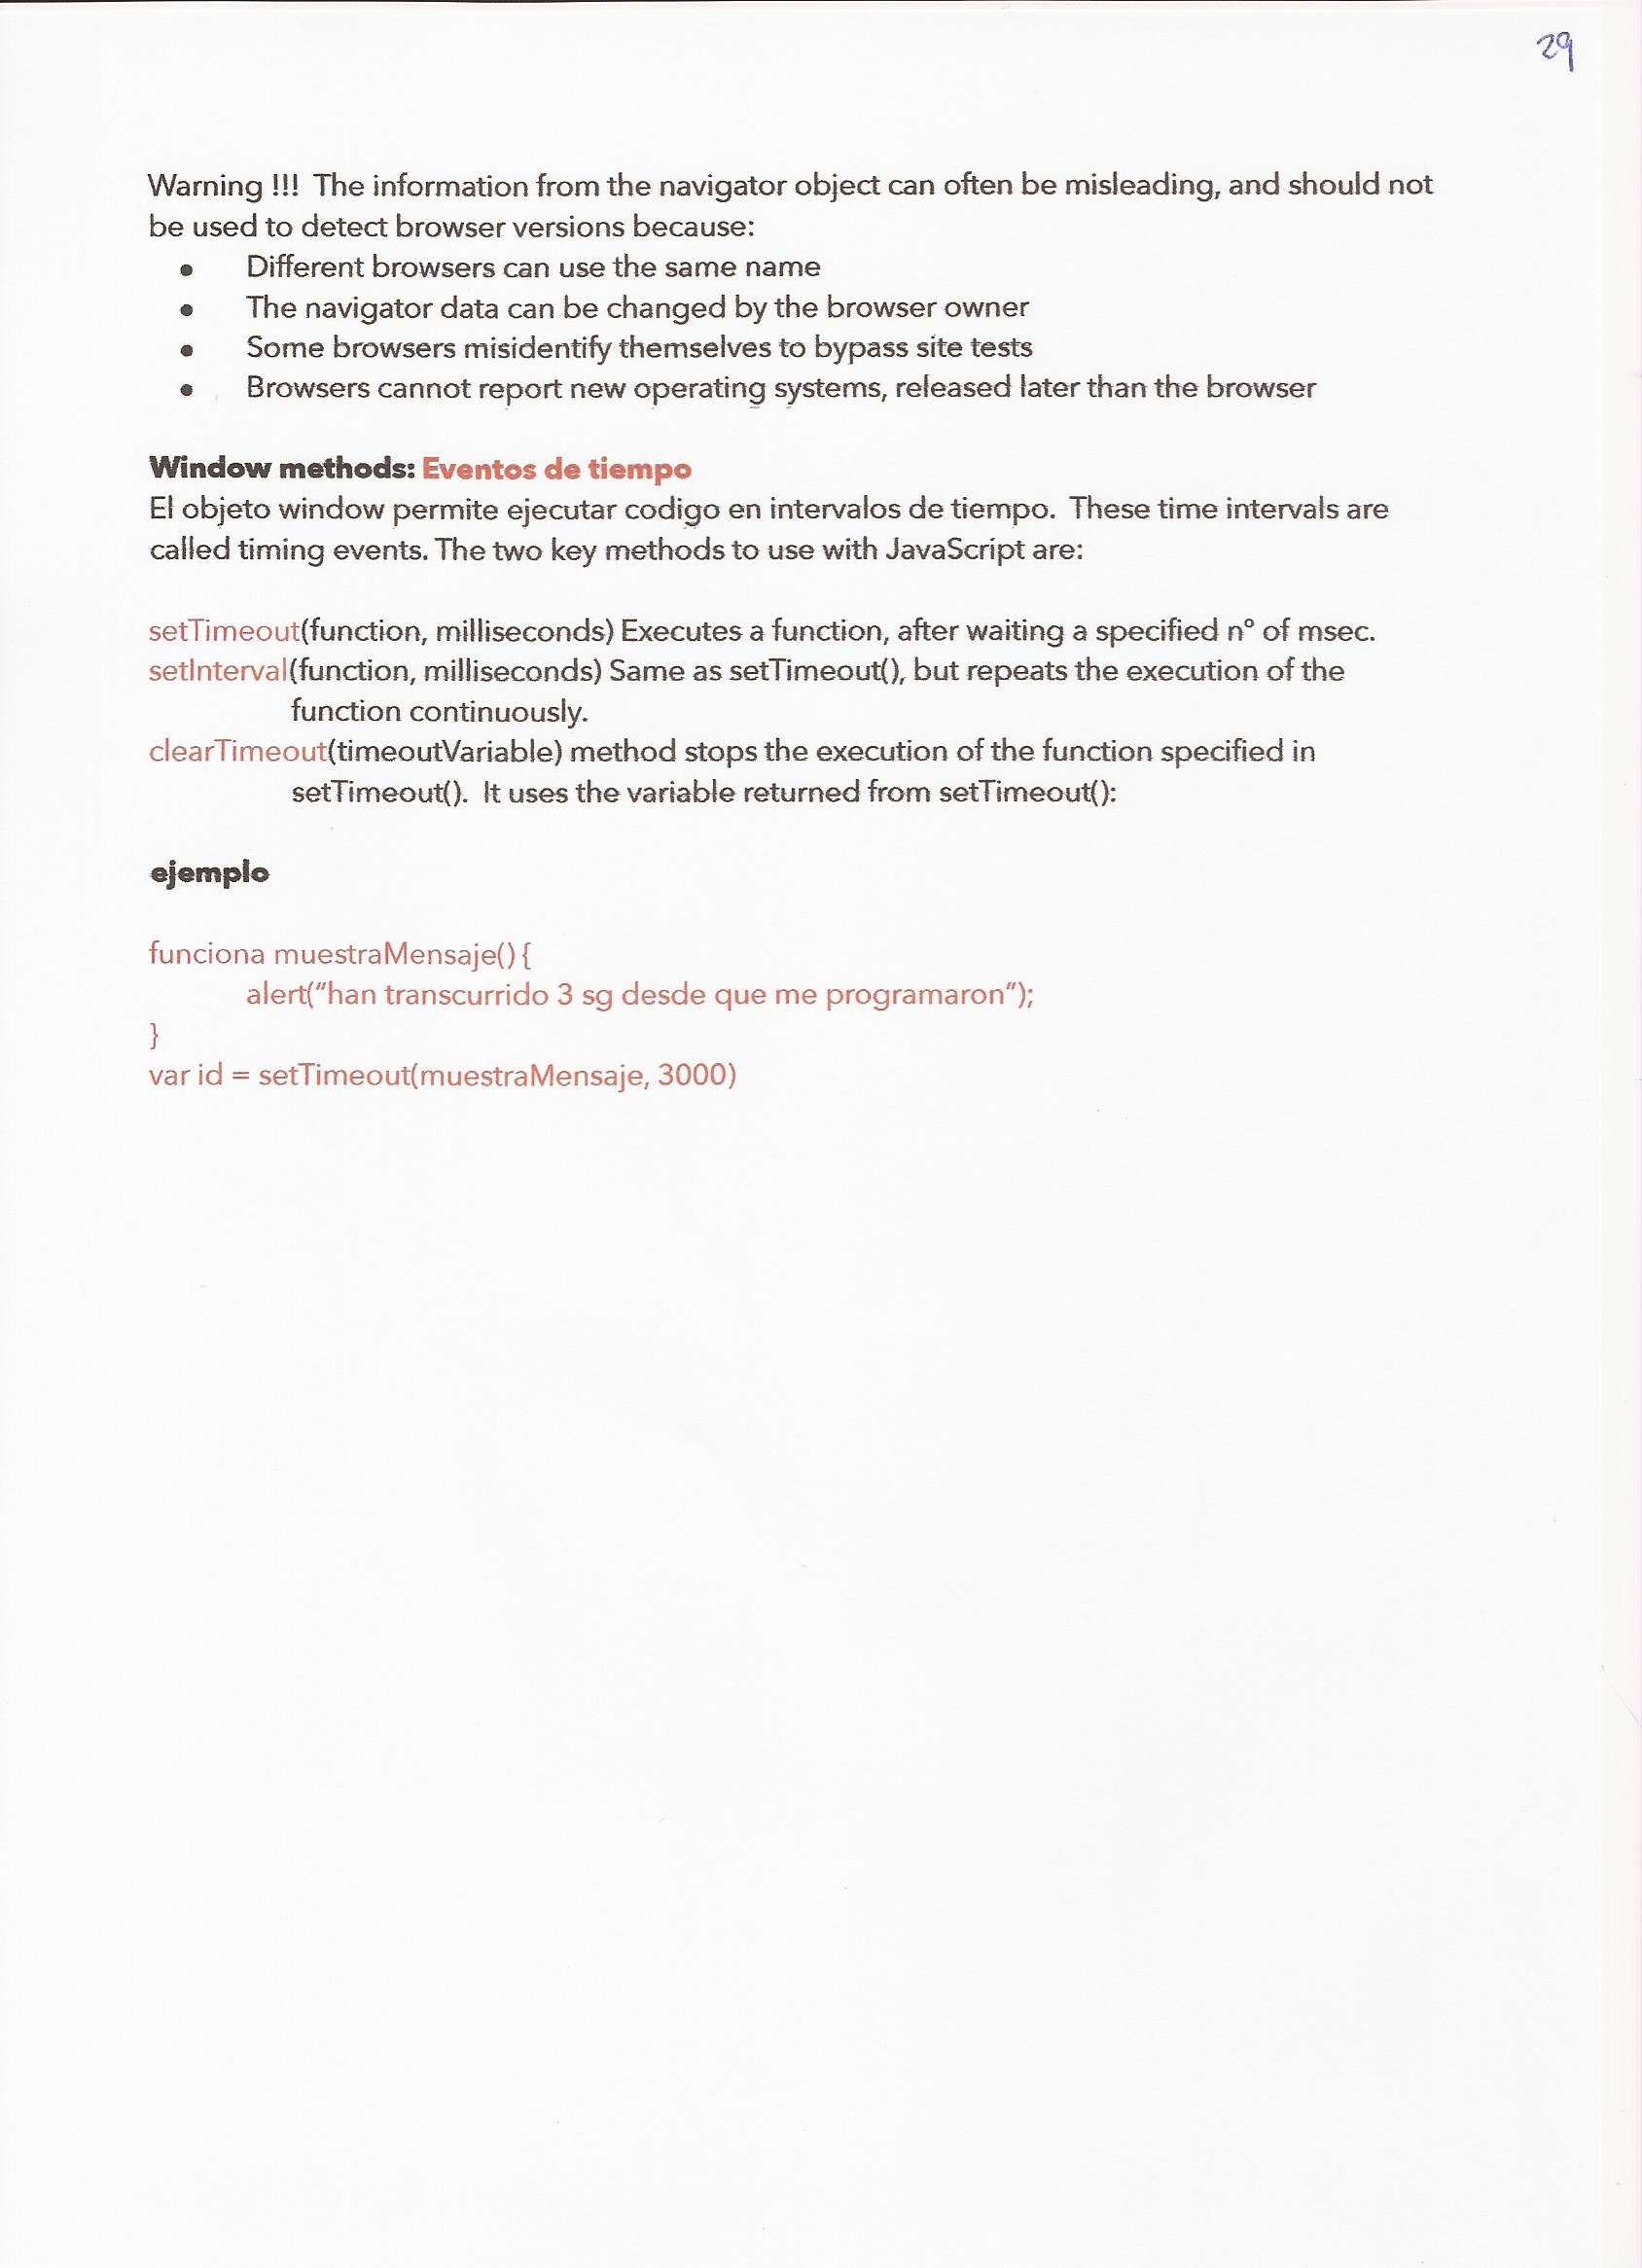 29
Warning !!! The information from the navigator object can often be misleading, and should not
be used to detect browser versions because:
• Different browsers can use the same name
• The navigator data can be changed by the browser owner
• Some browsers misidentify themselves to bypass site tests
• Browsers cannot report new operating systems, released later than the browser
Window methods: Eventos de tiempo
El objeto window permite ejecutar codigo en intervalos de tiempo. These time intervals are
called timing events. The two key methods to use with JavaScript are:
setTimeout(function, milliseconds) Executes a function, after waiting a specified nº of msec.
setInterval(function, milliseconds) Same as setTimeout(), but repeats the execution of the
function continuously.
clearTimeout(timeoutVariable) method stops the execution of the function specified in
setTimeout(). It uses the variable returned from setTimeout():
ejemplo
funciona muestraMensaje() {
alert(“han transcurrido 3 sg desde que me programaron”);
}
var id = setTimeout(muestraMensaje, 3000)